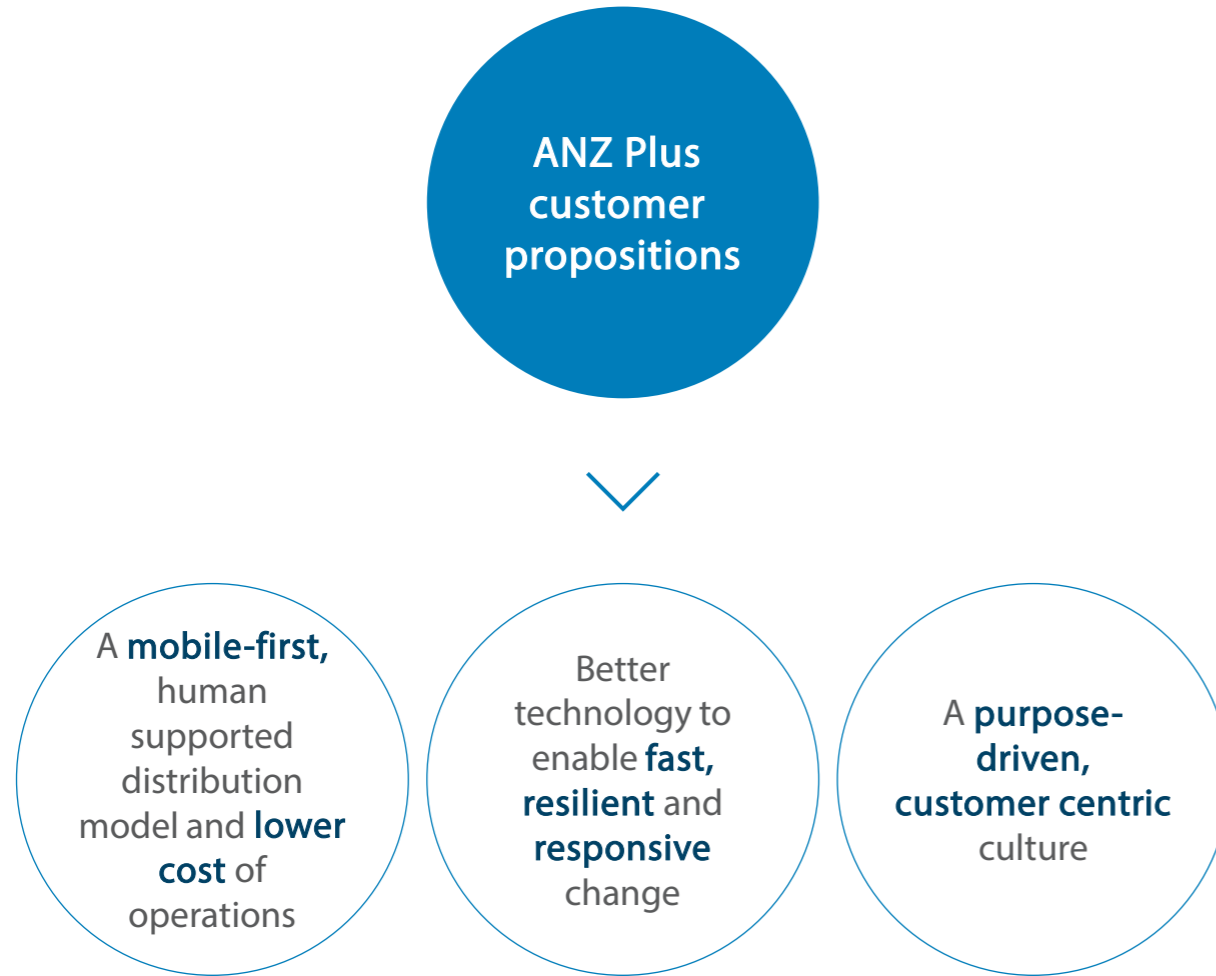 ANZ Plus
customer
propositions
A mobile-first,
human
supported
distribution
model and lower
cost of
operations
Better
technology to
enable fast,
resilient and
responsive
change
A purpose-
driven,
customer centric
culture